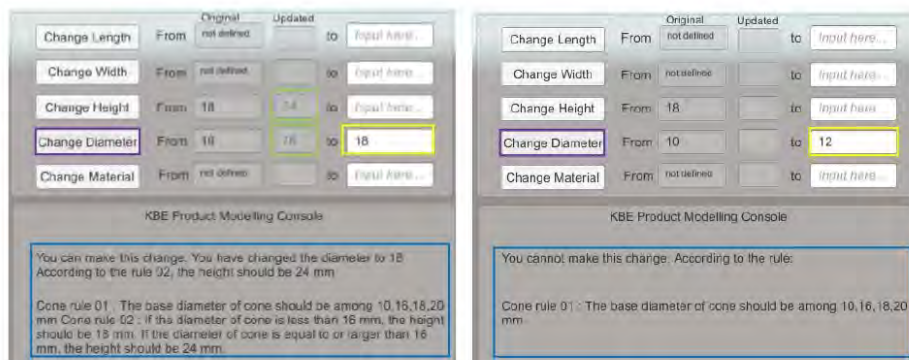 Original Updated
Change Length From not defined to Input here...
Change Width From not defined to Input here...
Change Height From 18 24 to Input here...
Change Diameter From 10 18 to 18
Change Material From not defined to Input here...
KBE Product Modelling Console
You can make this change. You have changed the diameter to 18
According to the rule 02, the height should be 24 mm
Cone rule 01 : The base diameter of cone should be among 10,16,18,20
mm Cone rule 02 : if the diameter of cone is less than 16 mm, the height
should be 18 mm. If the diameter of cone is equal to or larger than 16
mm, the height should be 24 mm.
Original Updated
Change Length From not defined to Input here...
Change Width From not defined to Input here...
Change Height From 18 to Input here...
Change Diameter From 10 to 12
Change Material From not defined to Input here...
KBE Product Modelling Console
You cannot make this change. According to the rule:
Cone rule 01 : The base diameter of cone should be among 10,16,18,20
mm